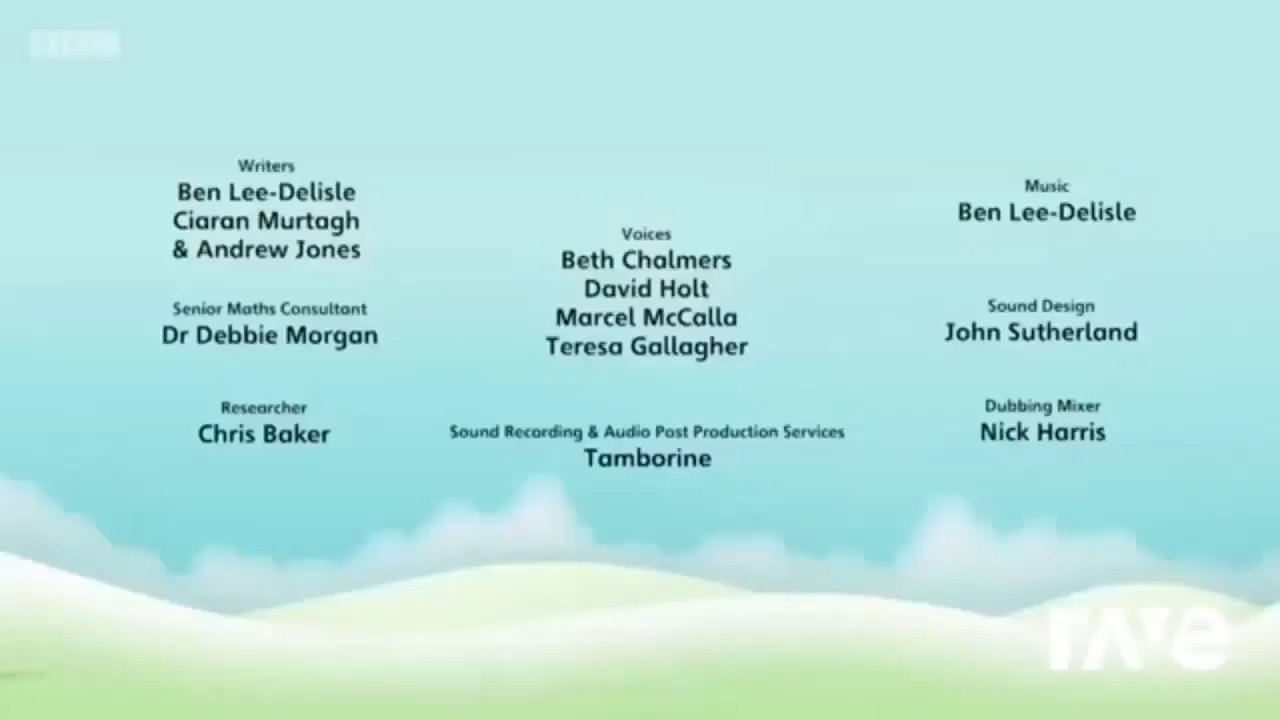 Writers
Ben Lee-Delisle
Ciaran Murtagh
& Andrew Jones
Senior Maths Consultant
Dr Debbie Morgan
Researcher
Chris Baker
Voices
Beth Chalmers
David Holt
Marcel McCalla
Teresa Gallagher
Sound Recording & Audio Post Production Services
Tamborine
Music
Ben Lee-Delisle
Sound Design
John Sutherland
Dubbing Mixer
Nick Harris
rave